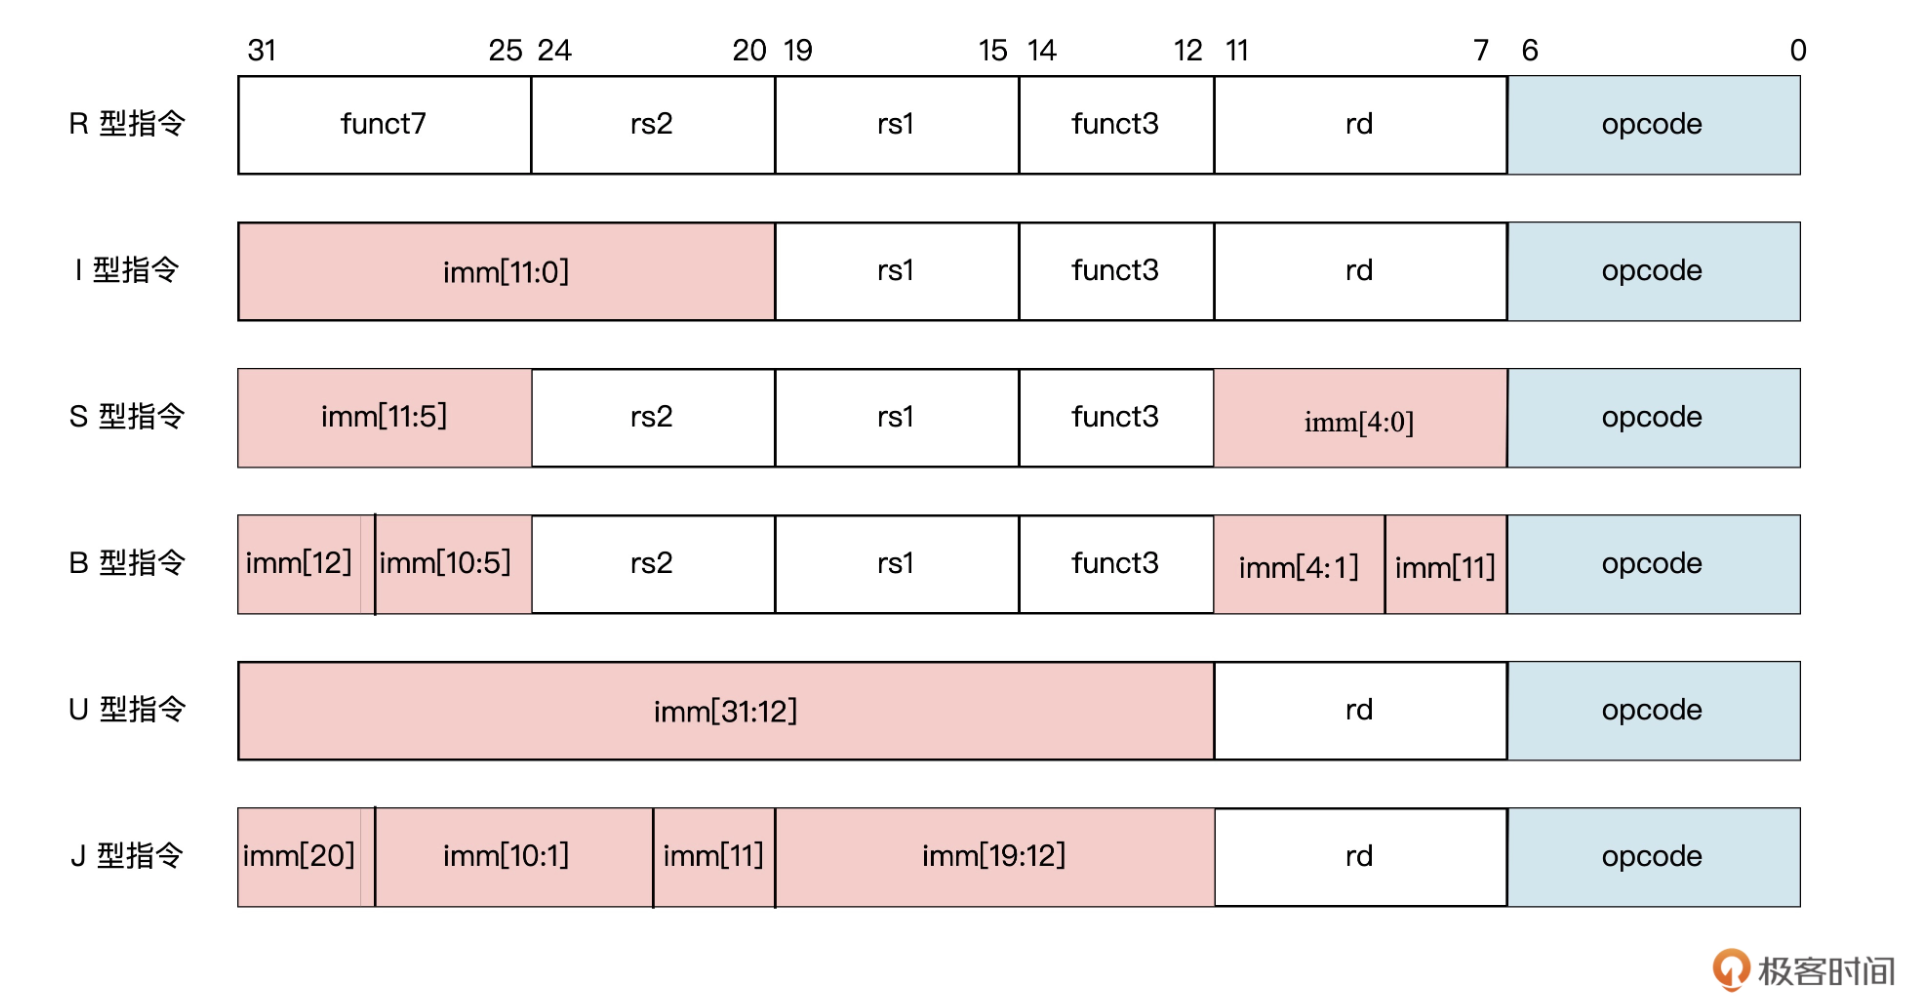 31 25 24 20 19 15 14 12 11 7 6 0
R 型指令 funct7 rs2 rs1 funct3 rd opcode
I 型指令 imm[11:0] rs1 funct3 rd opcode
S 型指令 imm[11:5] rs2 rs1 funct3 imm[4:0] opcode
B 型指令 imm[12] imm[10:5] rs2 rs1 funct3 imm[4:1] imm[11] opcode
U 型指令 imm[31:12] rd opcode
J 型指令 imm[20] imm[10:1] imm[11] imm[19:12] rd opcode
极客时间